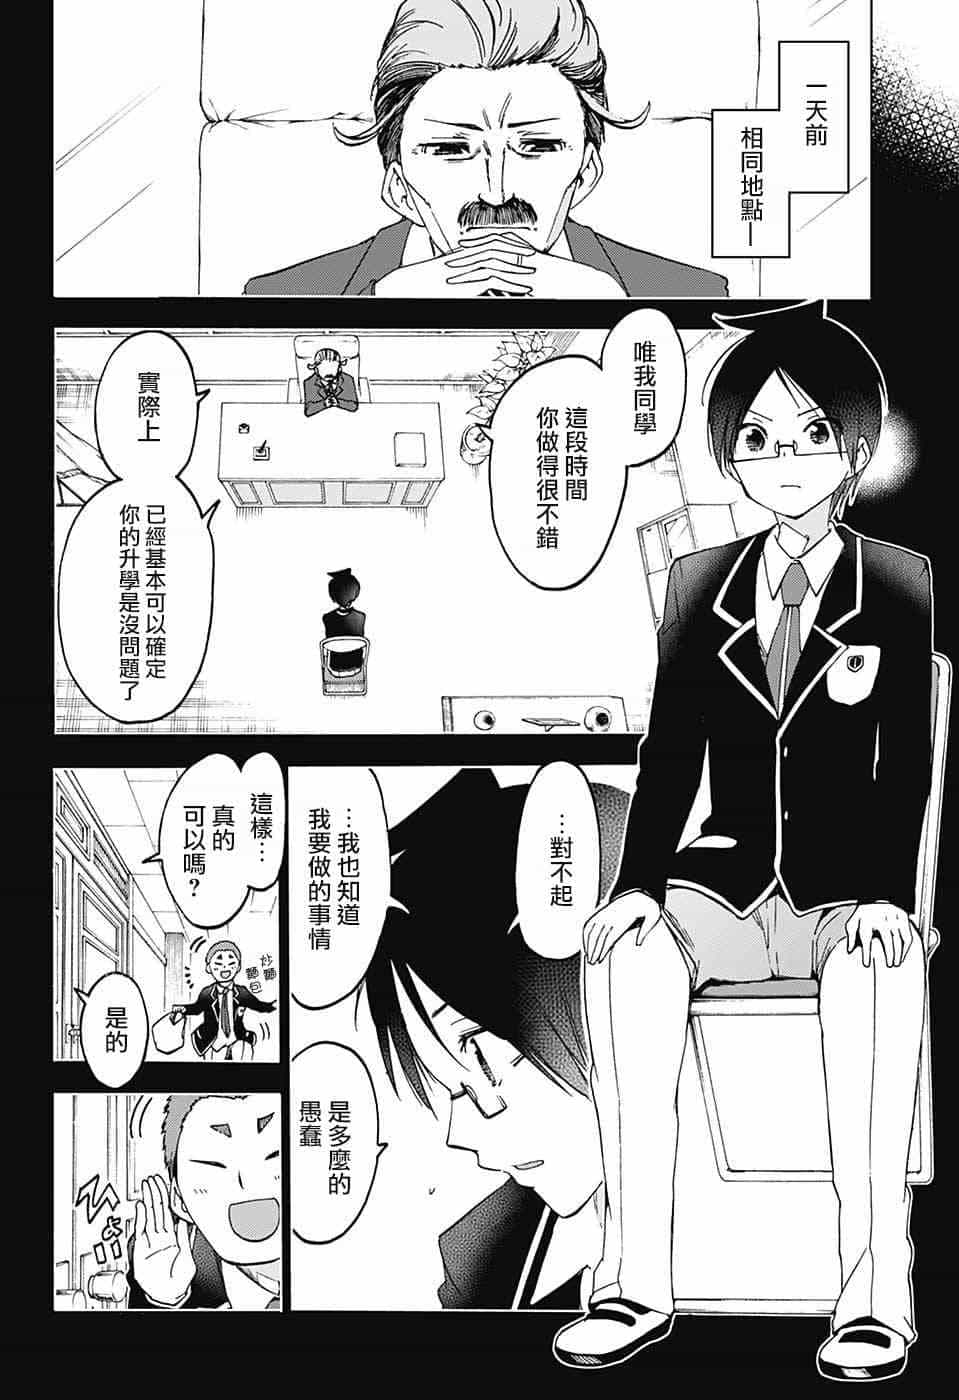 一天前
相同地點—
唯我同學
這段時間
你做得很不錯
實際上
已經基本可以確定
你的升學是沒問題了
…對不起
…我也知道
我要做的事情
是多麼的
愚蠢
這樣…
真的
可以嗎?
炒麵
麵包
是的
ひょい